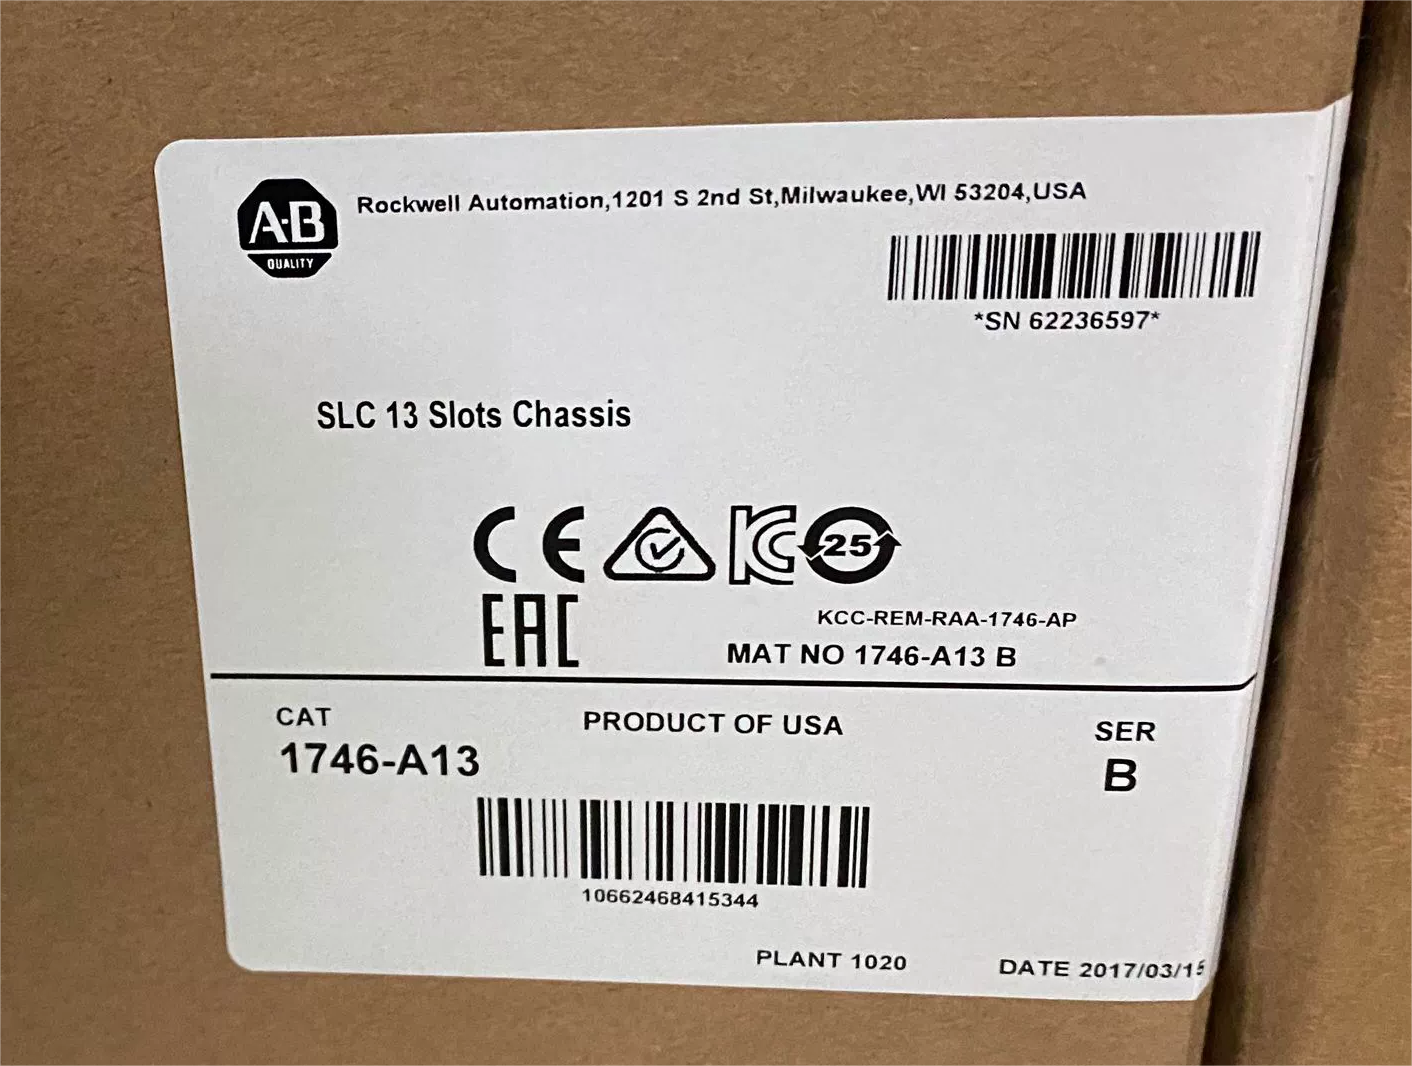 A-B
QUALITY
Rockwell Automation,1201 S 2nd St,Milwaukee,WI 53204,USA
*SN 62236597*
SLC 13 Slots Chassis
CE KC 25
EAC
KCC-REM-RAA-1746-AP
MAT NO 1746-A13 B
CAT
PRODUCT OF USA
SER
1746-A13
B
10662468415344
PLANT 1020
DATE 2017/03/15